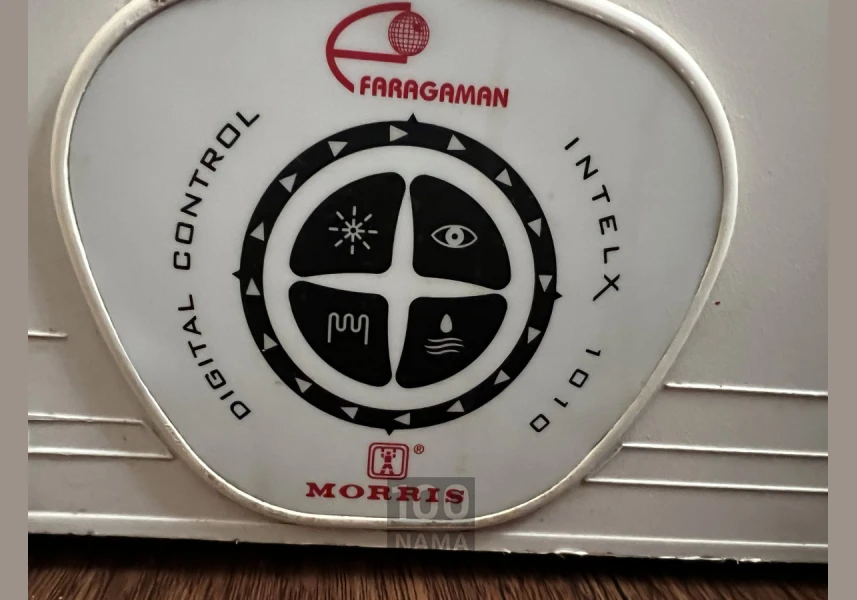 FARAGAMAN
DIGITAL CONTROL
INTELX 1010
®
MORRIS
100
NAMA